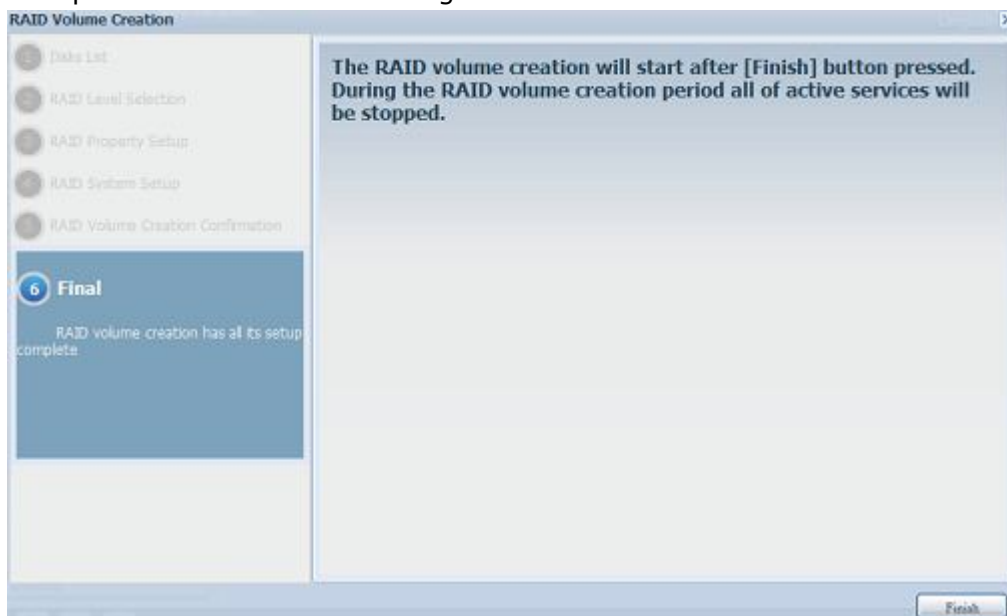 RAID Volume Creation
Disks List
RAID Level Selection
RAID Property Setup
RAID System Setup
RAID Volume Creation Confirmation
6 Final
RAID volume creation has all its setup
complete
The RAID volume creation will start after [Finish] button pressed.
During the RAID volume creation period all of active services will
be stopped.
Finish